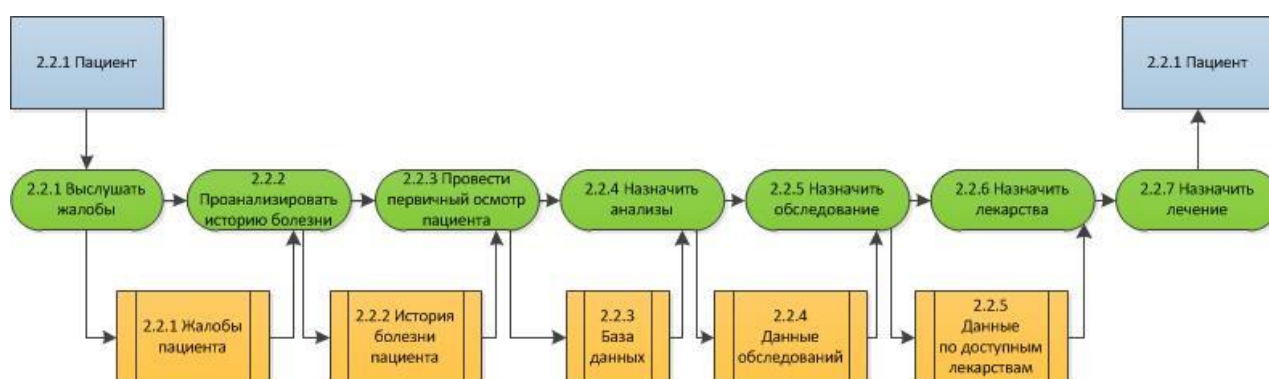 2.2.1 Пациент
2.2.1 Пациент
2.2.1 Выслушать
жалобы
2.2.2
Проанализировать
историю болезни
2.2.3 Провести
первичный осмотр
пациента
2.2.4 Назначить
анализы
2.2.5 Назначить
обследование
2.2.6 Назначить
лекарства
2.2.7 Назначить
лечение
2.2.1 Жалобы
пациента
2.2.2 История
болезни
пациента
2.2.3
База
данных
2.2.4
Данные
обследований
2.2.5
Данные
по доступным
лекарствам